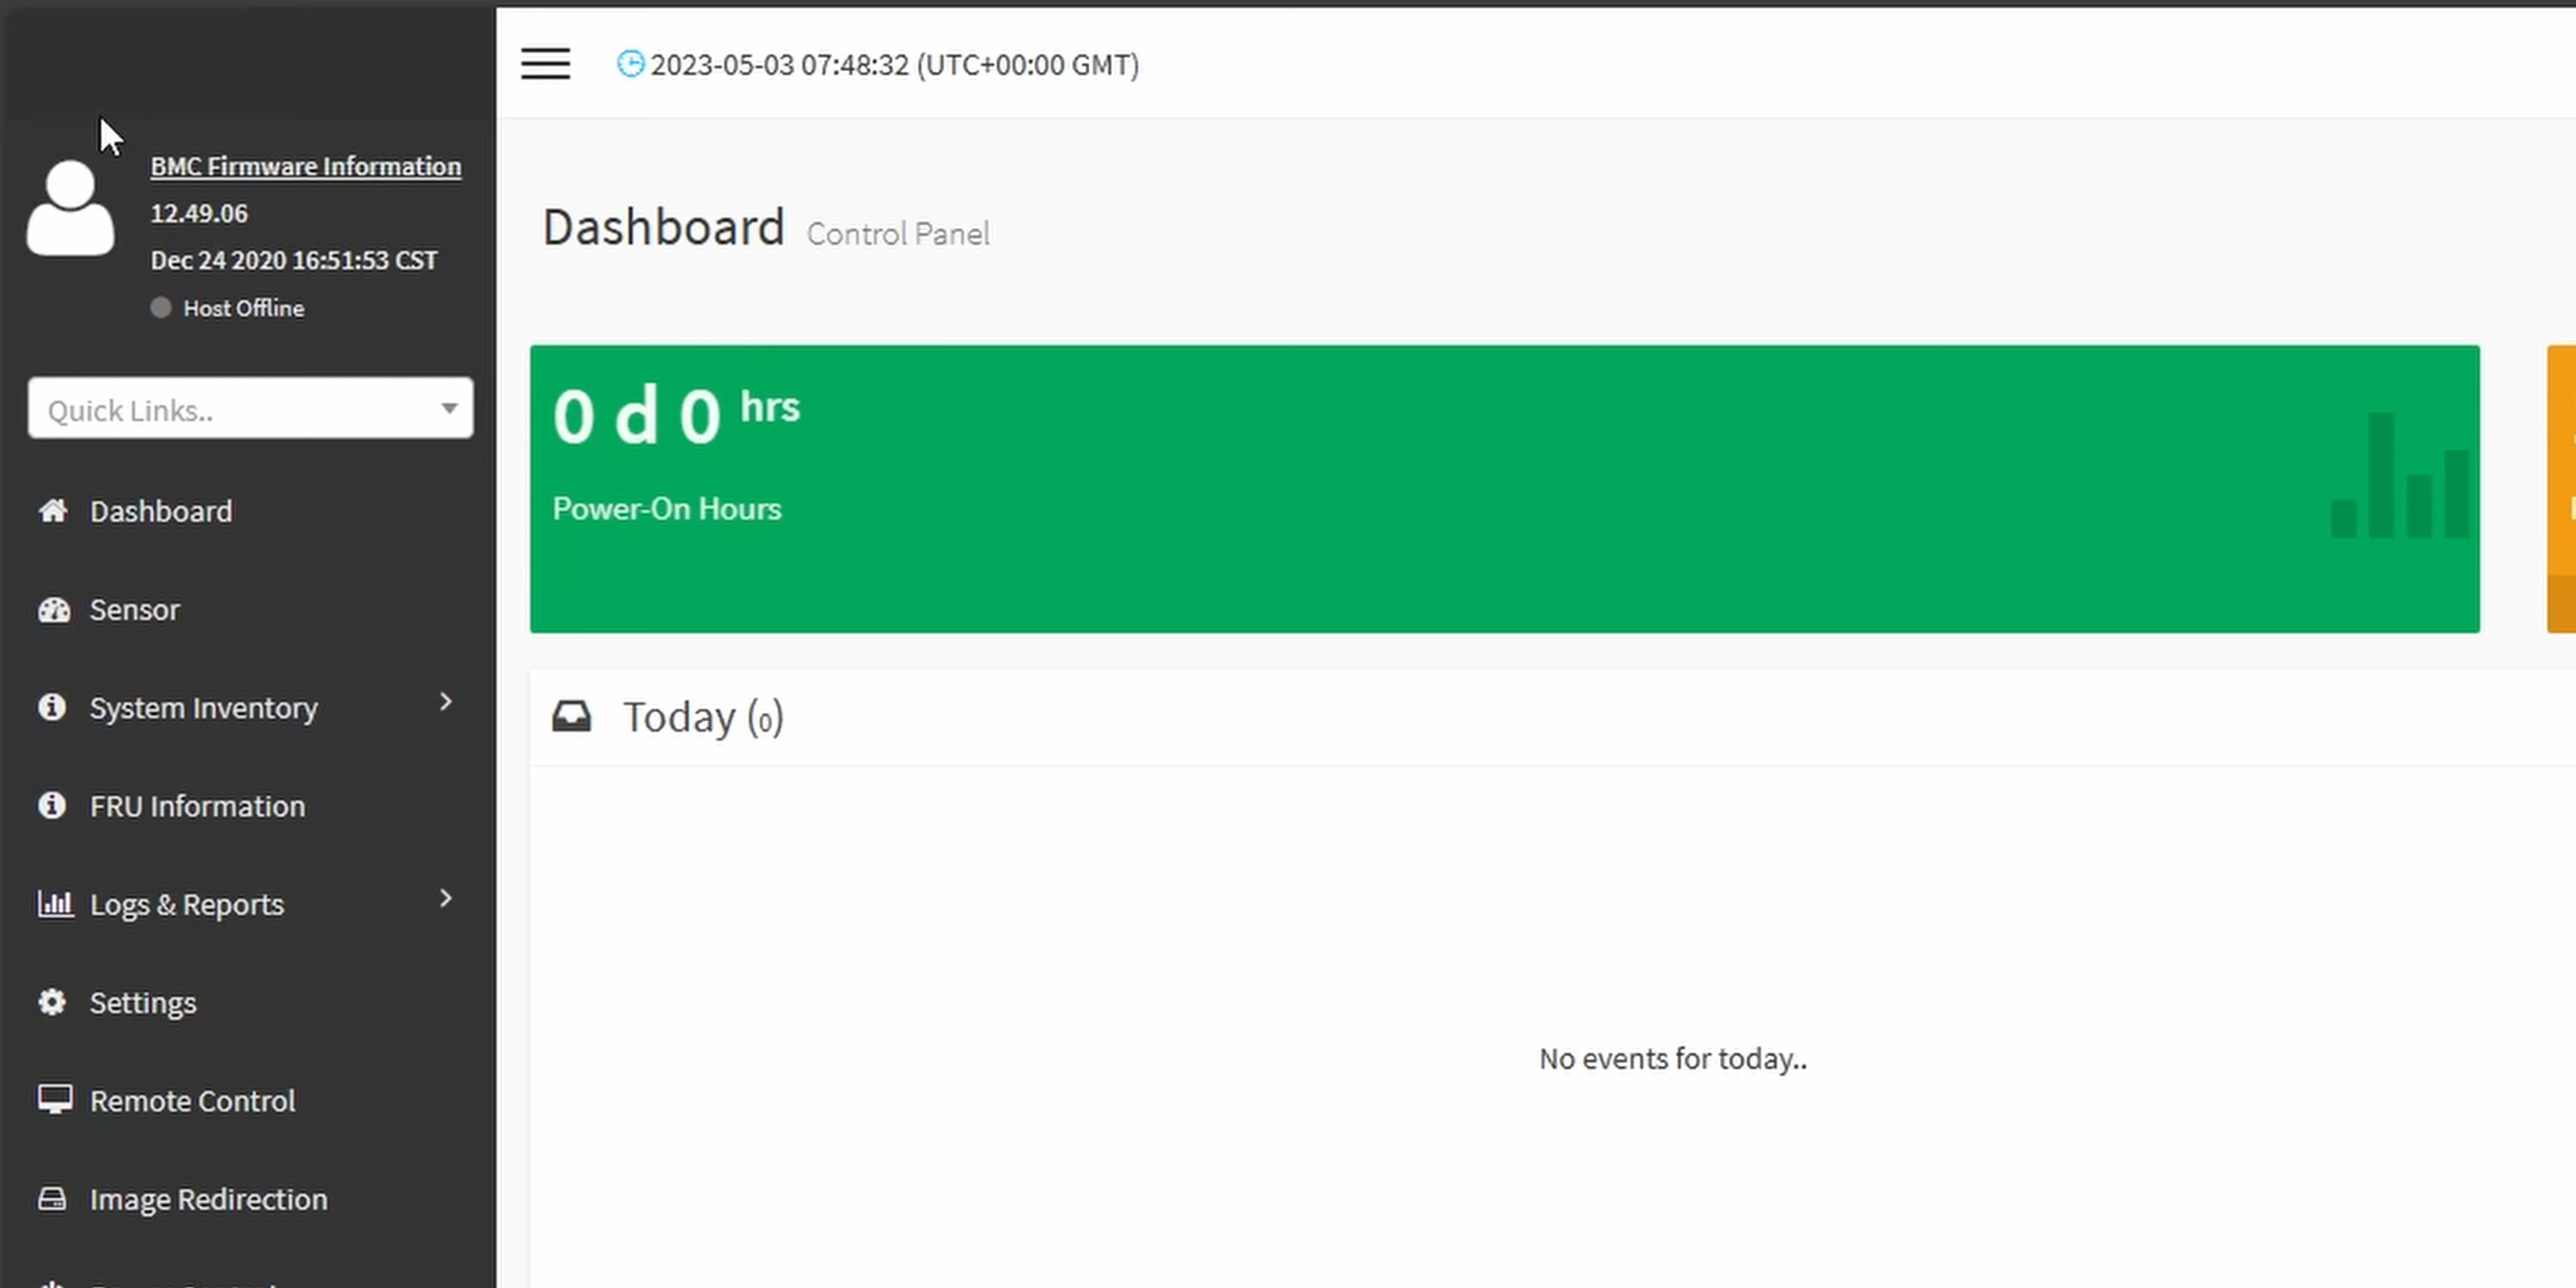 2023-05-03 07:48:32 (UTC+00:00 GMT)
BMC Firmware Information
12.49.06
Dec 24 2020 16:51:53 CST
Host Offline
Quick Links..
Dashboard
Sensor
System Inventory
FRU Information
Logs & Reports
Settings
Remote Control
Image Redirection
Dashboard Control Panel
0 d 0 hrs
Power-On Hours
Today (0)
No events for today..